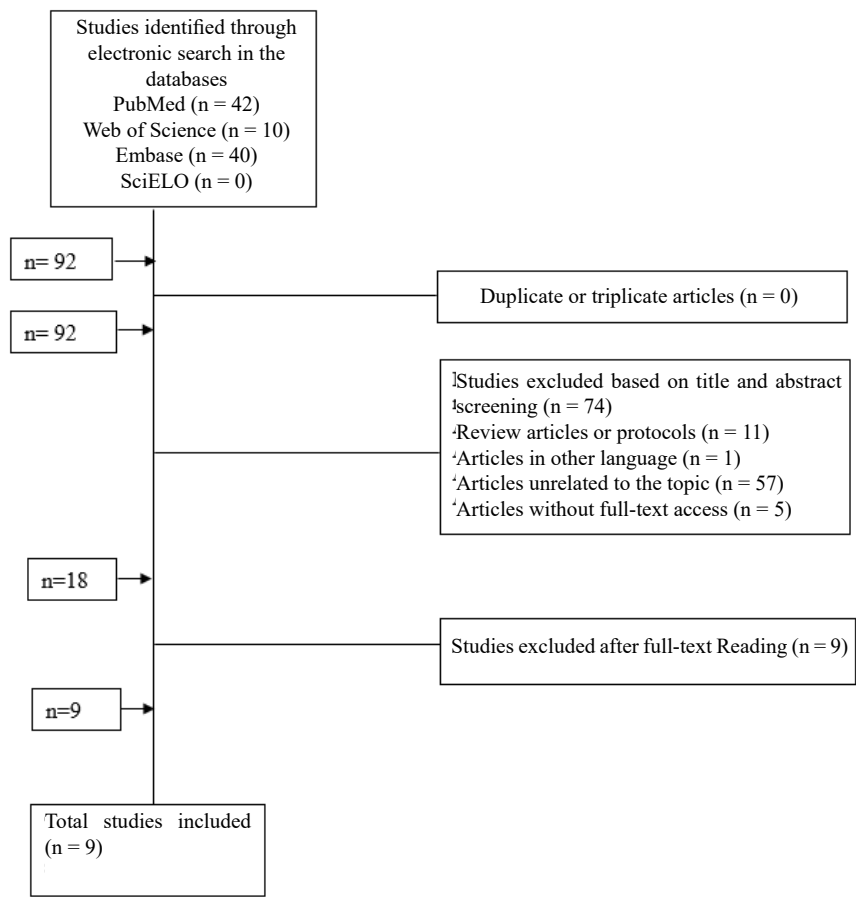 Studies identified through
electronic search in the
databases
PubMed (n = 42)
Web of Science (n = 10)
Embase (n = 40)
SciELO (n = 0)
n= 92
Duplicate or triplicate articles (n = 0)
n= 92
Studies excluded based on title and abstract
screening (n = 74)
Review articles or protocols (n = 11)
Articles in other language (n = 1)
Articles unrelated to the topic (n = 57)
Articles without full-text access (n = 5)
n=18
Studies excluded after full-text Reading (n = 9)
n=9
Total studies included
(n = 9)